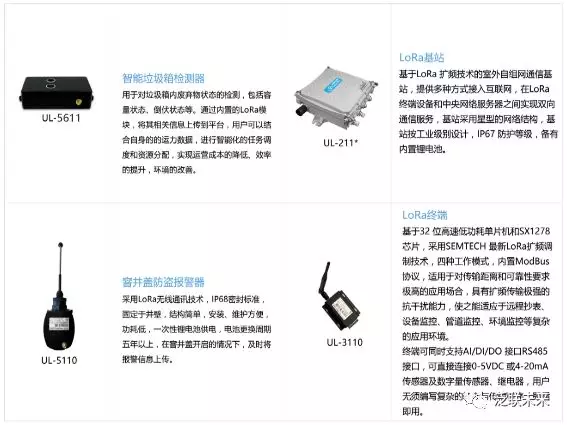 智能垃圾箱检测器
用于对垃圾箱内废弃物状态的检测，包括容
量状态、倒伏状态等。通过内置的LoRa模
块，将其相关信息上传到平台，用户可以结
合自身的的运力数据，进行智能化的任务调
度和资源分配，实现运营成本的降低、效率
的提升，环境的改善。
UL-5611
LoRa基站
基于LoRa 扩频技术的室外自组网通信基
站，提供多种方式接入互联网，在LoRa
终端设备和中央网络服务器之间实现双向
通信服务，基站采用星型的网络结构，基
站按工业级别设计，IP67 防护等级，备有
内置锂电池。
UL-211*
窨井盖防盗报警器
采用LoRa无线通讯技术，IP68密封标准，
固定于井壁，结构简单，安装、维护方便，
功耗低，一次性锂电池供电，电池更换周期
五年以上，在窨井盖开启的情况下，及时将
报警信息上传。
UL-5110
LoRa终端
基于32 位高速低功耗单片机和SX1278
芯片，采用SEMTECH 最新LoRa扩频调
制技术，四种工作模式，内置ModBus
协议，适用于对传输距离和可靠性要求
极高的应用场合，具有扩频传输极强的
抗干扰能力，使之能适应于远程抄表、
设备监控、管道监控、环境监控等复杂
的应用环境。
终端可同时支持AI/DI/DO 接口RS485
接口，可直接连接0-5VDC 或4-20mA
传感器及数字量传感器、继电器，用户
无须编写复杂的
与传
即用。
UL-3110
泛联未来